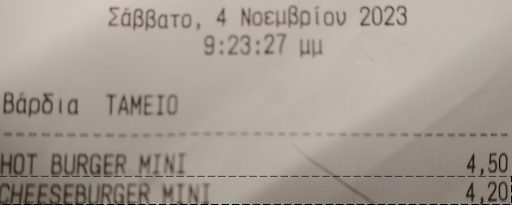 Σάββατο, 4 Νοεμβρίου 2023
9:23:27 μμ
Βάρδια ΤΑΜΕΙΟ
HOT BURGER MINI 4,50
CHEESEBURGER MINI 4,20